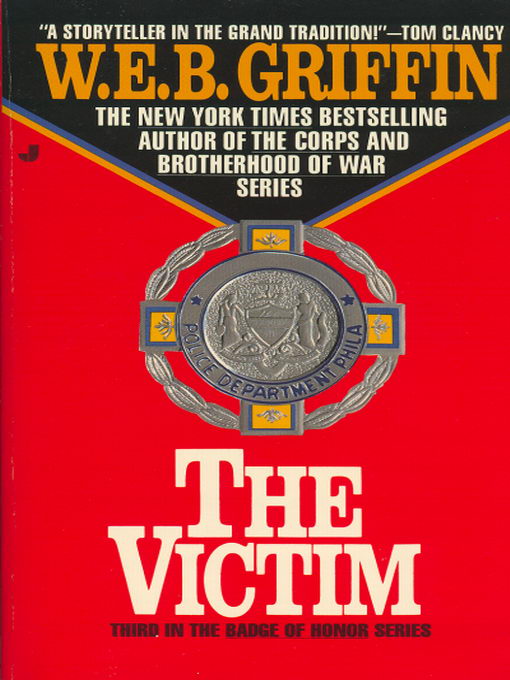 "A STORYTELLER IN THE GRAND TRADITION!"—TOM CLANCY
W.E.B. GRIFFIN
THE NEW YORK TIMES BESTSELLING
AUTHOR OF THE CORPS AND
BROTHERHOOD OF WAR
SERIES
J
POLICE DEPARTMENT PHILA
THE
VICTIM
THIRD IN THE BADGE OF HONOR SERIES